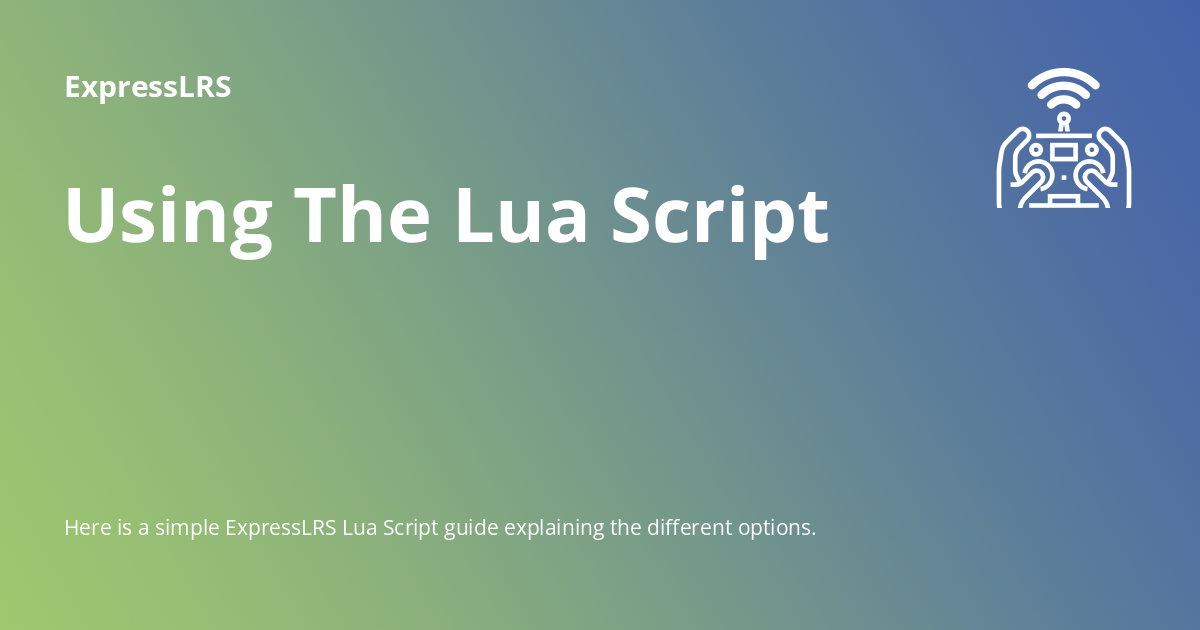 ExpressLRS
Using The Lua Script
Here is a simple ExpressLRS Lua Script guide explaining the different options.